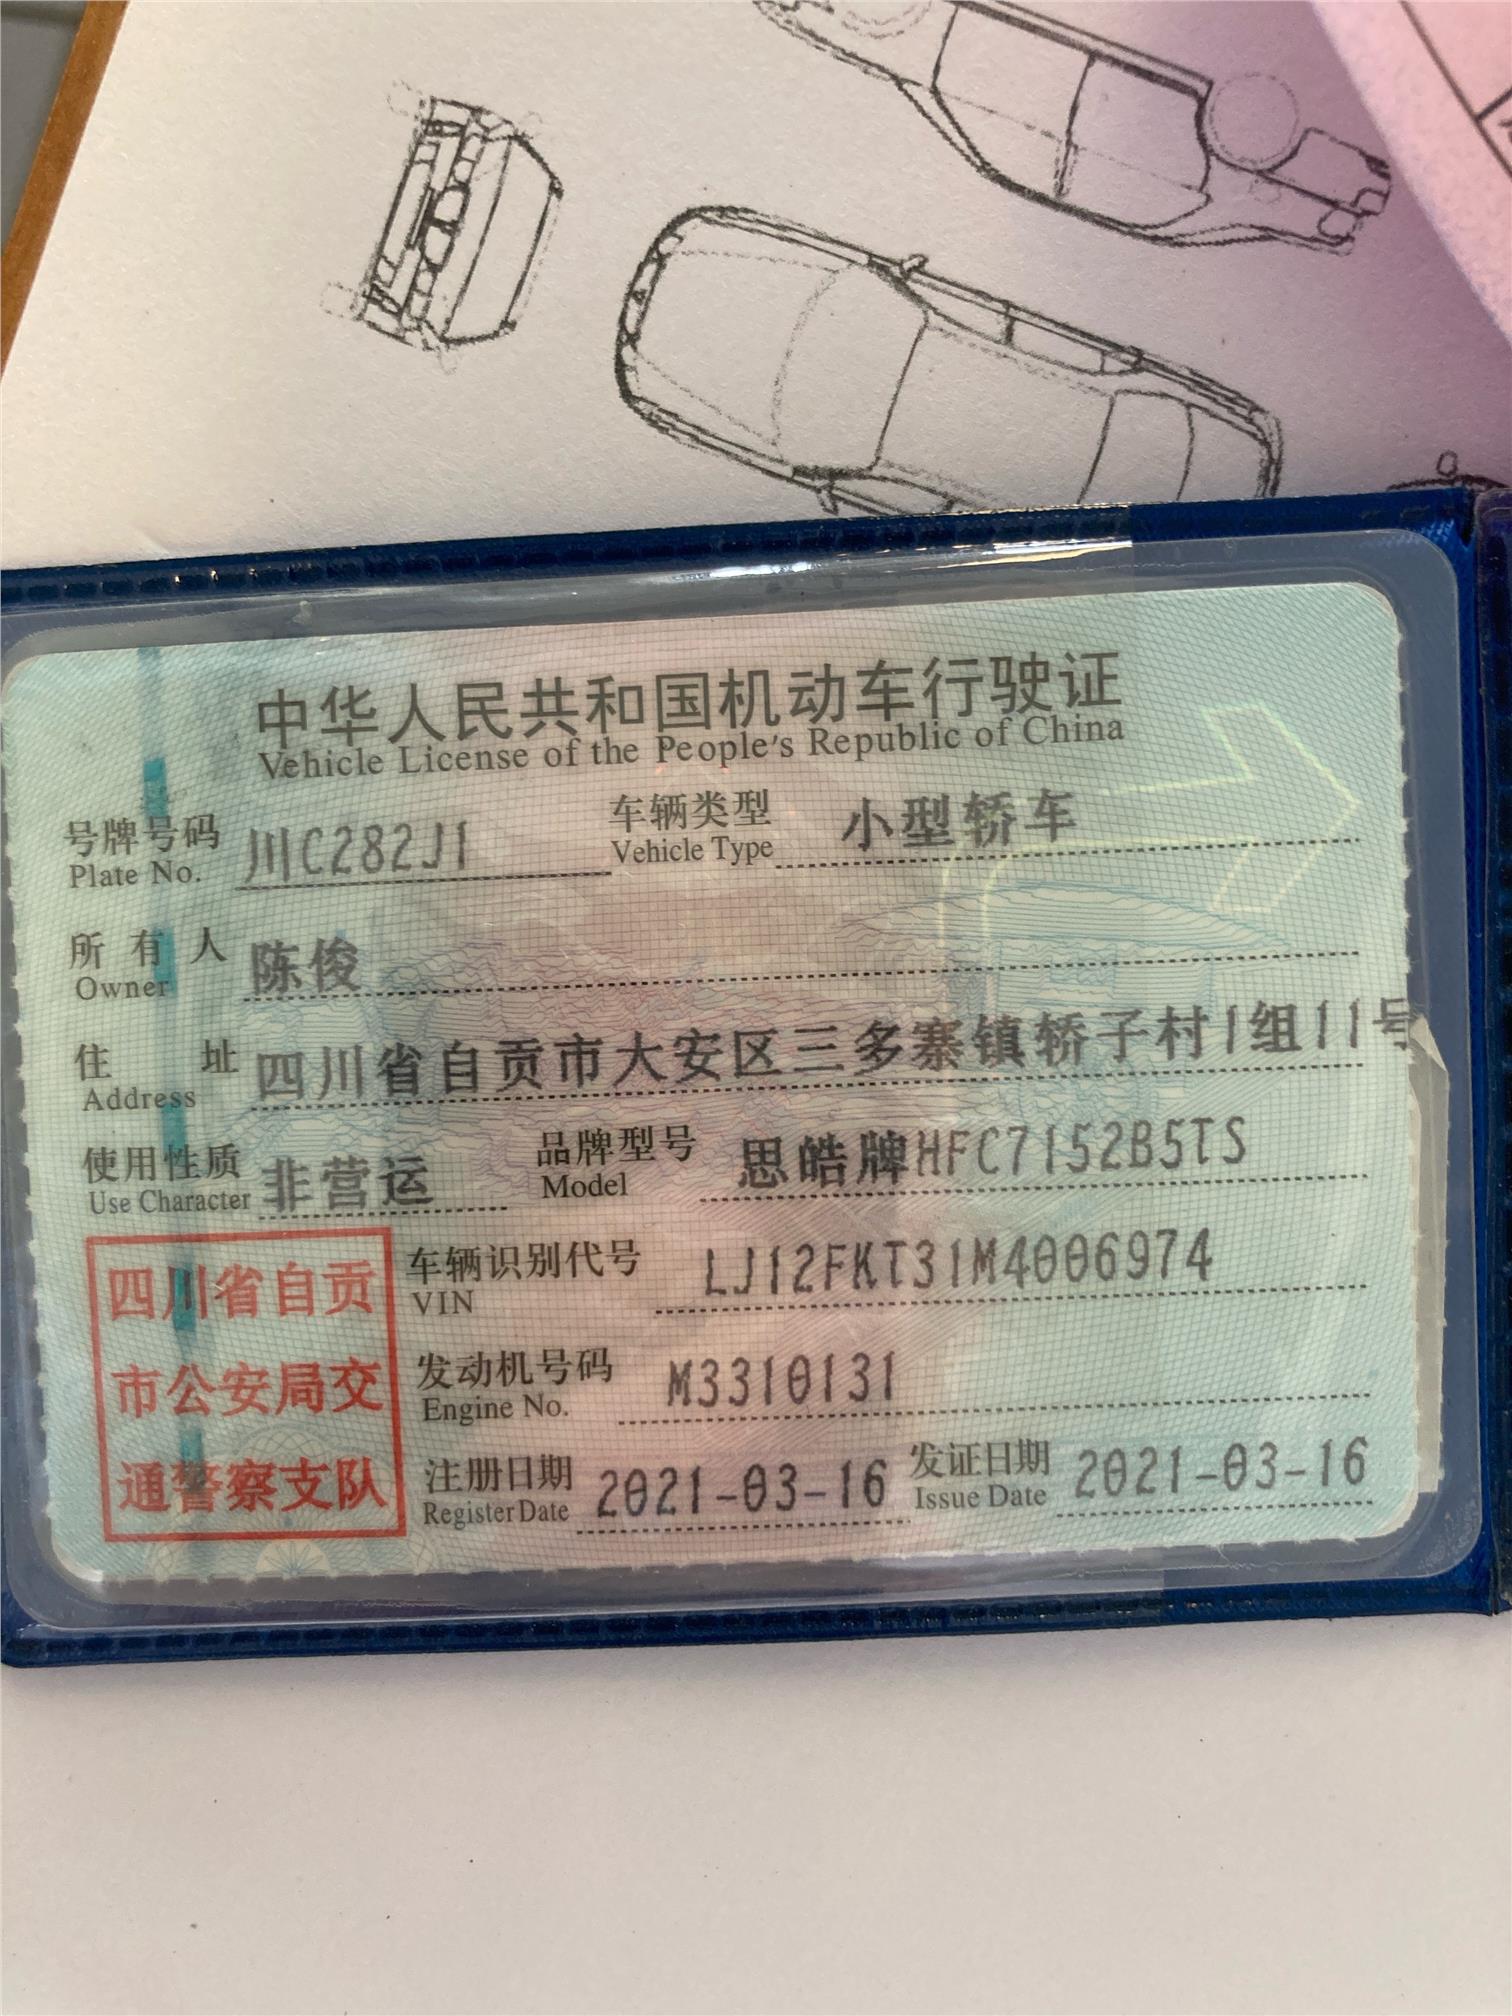 中华人民共和国机动车行驶证
Vehicle License of the People's Republic of China
号牌号码 川C282J1 车辆类型 小型轿车
Plate No. Vehicle Type
所有人 陈俊
Owner
住址 四川省自贡市大安区三多寨镇轿子村1组11号
Address
使用性质 非营运 品牌型号 思皓牌HFC7152B5TS
Use Character Model
车辆识别代号 LJ12FKT31M4006974
VIN
发动机号码 M3310131
Engine No.
注册日期 2021-03-16 发证日期 2021-03-16
Register Date Issue Date
四川省自贡
市公安局交
通警察支队